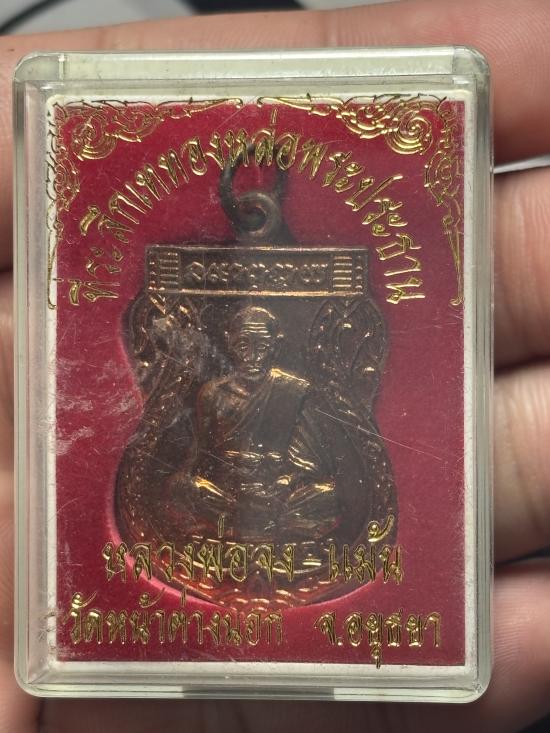 ที่ระลึกเททองหล่อพระประธาน
หลวงพ่อจง - แม้น
วัดหน้าต่างนอก จ.อยุธยา